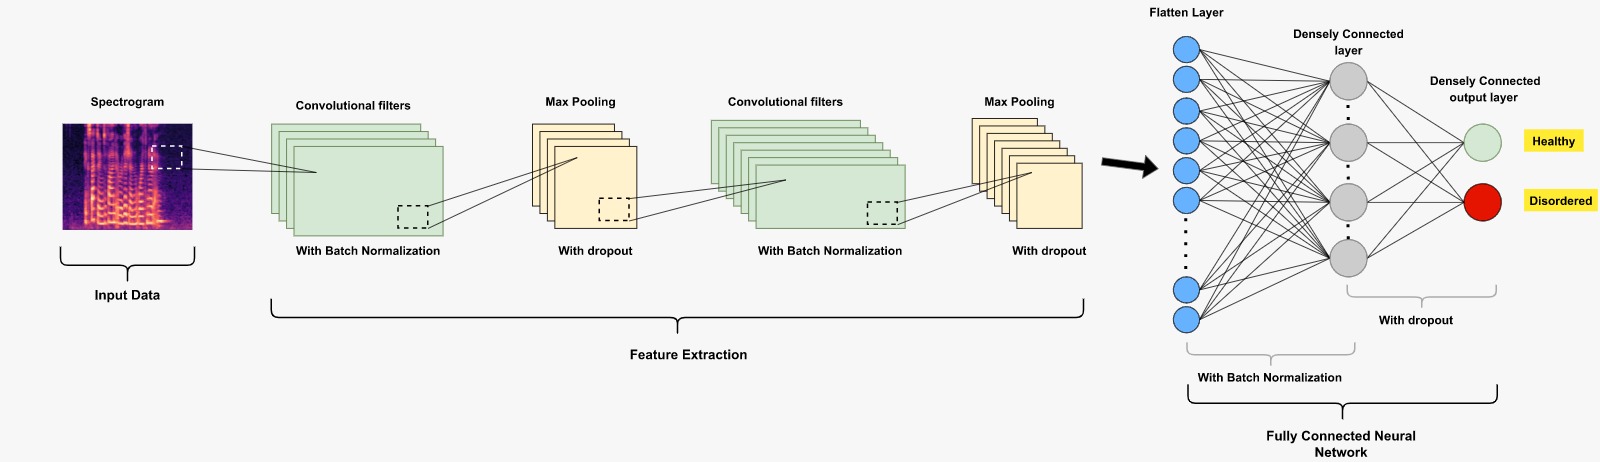 Flatten Layer
Densely Connected
layer
Densely Connected
output layer
Spectrogram
Convolutional filters
Max Pooling
Convolutional filters
Max Pooling
Healthy
Disordered
With Batch Normalization
With dropout
With Batch Normalization
With dropout
Input Data
With dropout
Feature Extraction
With Batch Normalization
Fully Connected Neural
Network